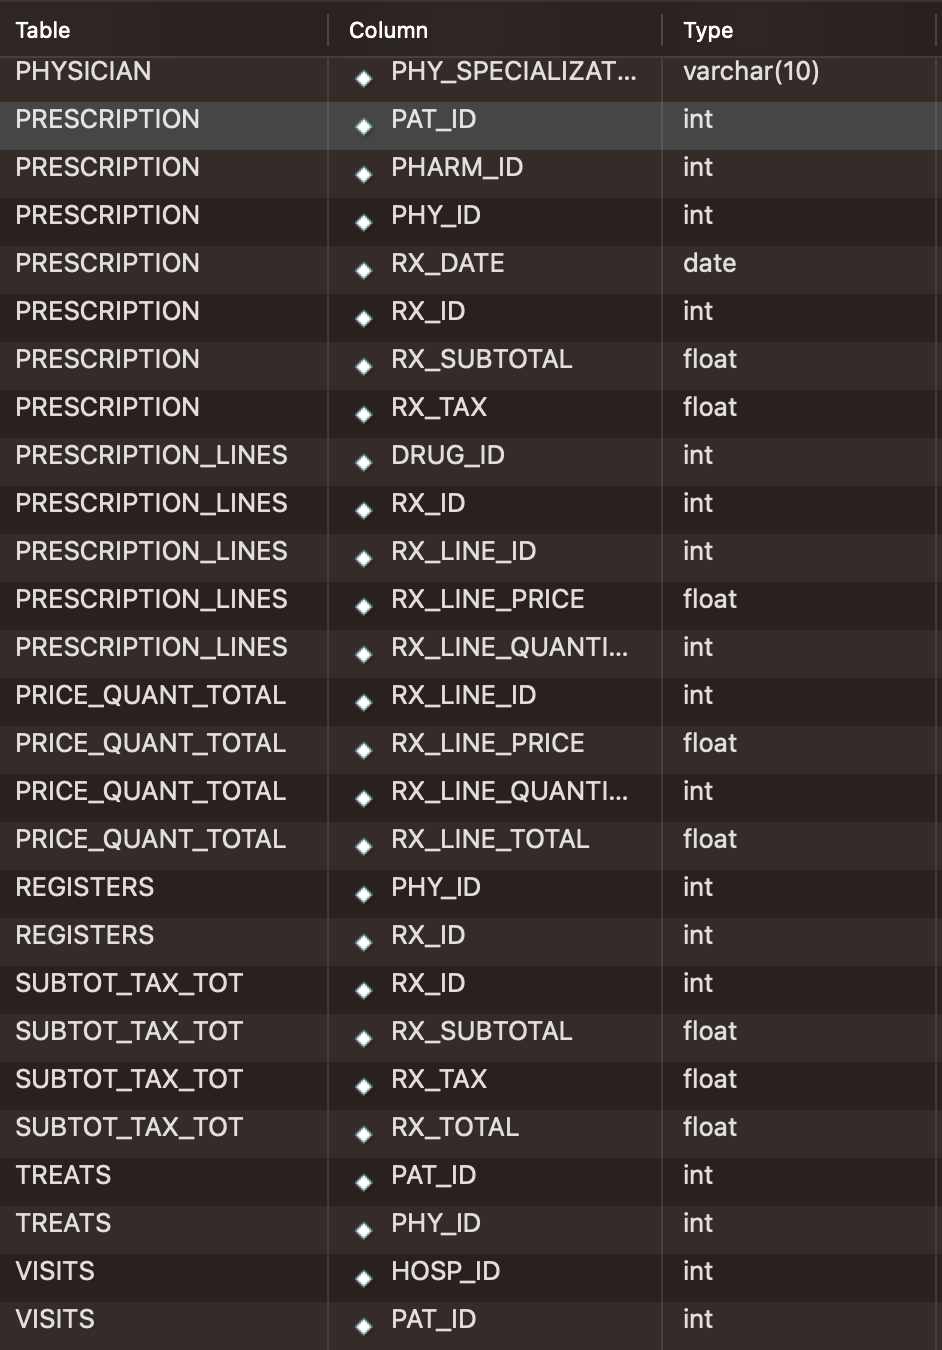 Table Column Type
PHYSICIAN PHY_SPECIALIZAT... varchar(10)
PRESCRIPTION PAT_ID int
PRESCRIPTION PHARM_ID int
PRESCRIPTION PHY_ID int
PRESCRIPTION RX_DATE date
PRESCRIPTION RX_ID int
PRESCRIPTION RX_SUBTOTAL float
PRESCRIPTION RX_TAX float
PRESCRIPTION_LINES DRUG_ID int
PRESCRIPTION_LINES RX_ID int
PRESCRIPTION_LINES RX_LINE_ID int
PRESCRIPTION_LINES RX_LINE_PRICE float
PRESCRIPTION_LINES RX_LINE_QUANTI... int
PRICE_QUANT_TOTAL RX_LINE_ID int
PRICE_QUANT_TOTAL RX_LINE_PRICE float
PRICE_QUANT_TOTAL RX_LINE_QUANTI... int
PRICE_QUANT_TOTAL RX_LINE_TOTAL float
REGISTERS PHY_ID int
REGISTERS RX_ID int
SUBTOT_TAX_TOT RX_ID int
SUBTOT_TAX_TOT RX_SUBTOTAL float
SUBTOT_TAX_TOT RX_TAX float
SUBTOT_TAX_TOT RX_TOTAL float
TREATS PAT_ID int
TREATS PHY_ID int
VISITS HOSP_ID int
VISITS PAT_ID int